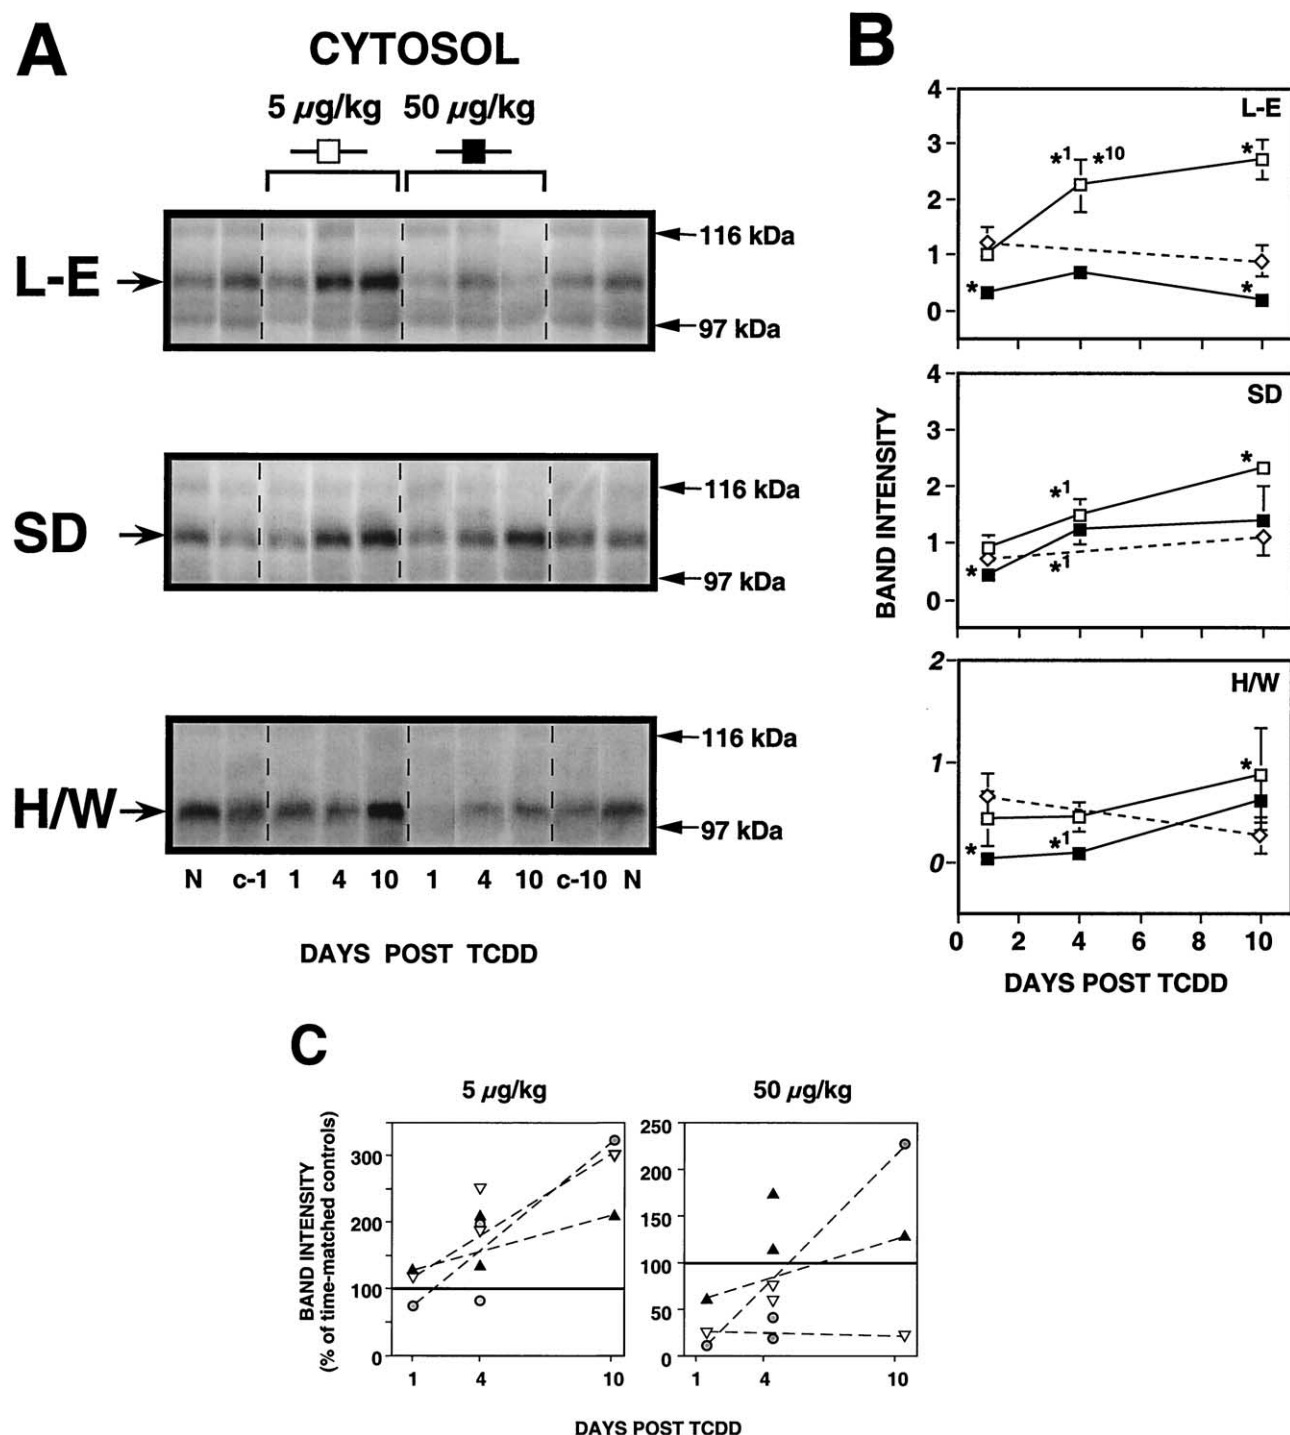 A
CYTOSOL
5 µg/kg 50 µg/kg
L-E
116 kDa
97 kDa
SD
116 kDa
97 kDa
H/W
116 kDa
97 kDa
N c-1 1 4 10 1 4 10 c-10 N
DAYS POST TCDD
B
BAND INTENSITY
4
3
2
1
0
L-E
*1 *10
*
*
*
4
3
2
1
0
SD
*1
*
*1
*
2
1
0
H/W
*
*1
*
0 2 4 6 8 10
DAYS POST TCDD
C
5 µg/kg
50 µg/kg
BAND INTENSITY
(% of time-matched controls)
300
200
100
0
1 4 10
250
200
150
100
50
0
1 4 10
DAYS POST TCDD